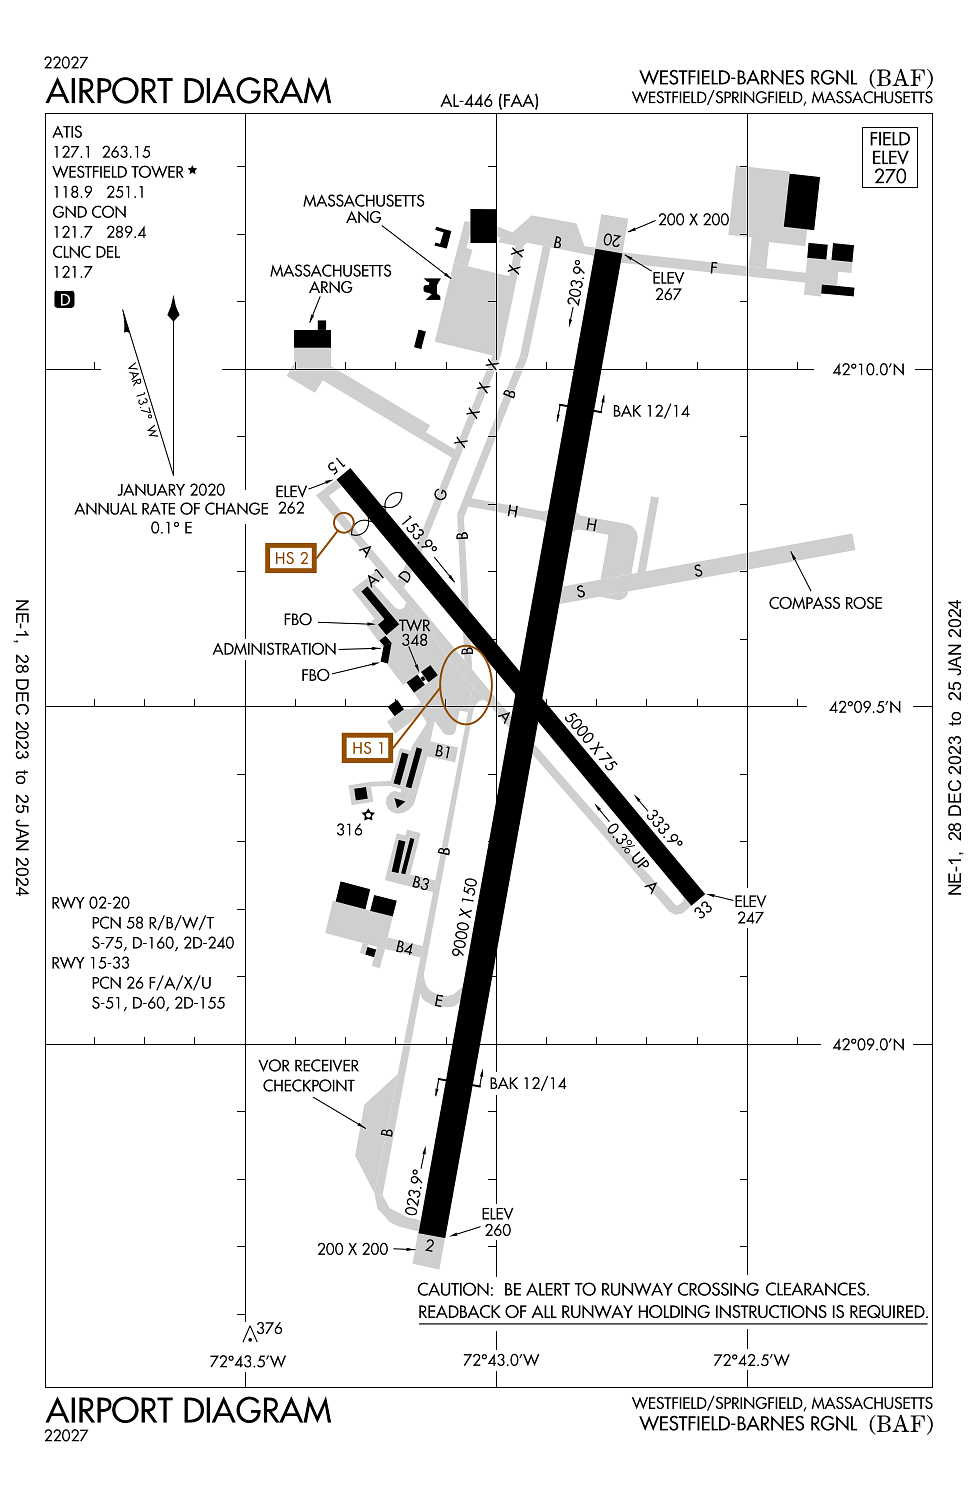 22027
AIRPORT DIAGRAM
AL-446 (FAA)
WESTFIELD-BARNES RGNL (BAF)
WESTFIELD/SPRINGFIELD, MASSACHUSETTS
ATIS
127.1 263.15
WESTFIELD TOWER ★
118.9 251.1
GND CON
121.7 289.4
CLNC DEL
121.7
D
FIELD
ELEV
270
MASSACHUSETTS
ANG
MASSACHUSETTS
ARNG
200 X 200
B
20
F
ELEV
267
203.9°
X
X
X
X
X
X
B
42°10.0'N
BAK 12/14
VAR 13.7° W
JANUARY 2020
ANNUAL RATE OF CHANGE
0.1° E
15
ELEV
262
G
H
H
B
153.9°
HS 2
A
A1
D
S
S
COMPASS ROSE
FBO
TWR
348
ADMINISTRATION
FBO
B
42°09.5'N
A
HS 1
B1
5000 X 75
316
333.9°
0.3% UP
A
B
B3
33
ELEV
247
9000 X 150
B4
E
RWY 02-20
PCN 58 R/B/W/T
S-75, D-160, 2D-240
RWY 15-33
PCN 26 F/A/X/U
S-51, D-60, 2D-155
42°09.0'N
VOR RECEIVER
CHECKPOINT
BAK 12/14
B
023.9°
ELEV
260
200 X 200
2
CAUTION: BE ALERT TO RUNWAY CROSSING CLEARANCES.
READBACK OF ALL RUNWAY HOLDING INSTRUCTIONS IS REQUIRED.
376
72°43.5'W
72°43.0'W
72°42.5'W
NE-1, 28 DEC 2023 to 25 JAN 2024
NE-1, 28 DEC 2023 to 25 JAN 2024
AIRPORT DIAGRAM
22027
WESTFIELD/SPRINGFIELD, MASSACHUSETTS
WESTFIELD-BARNES RGNL (BAF)